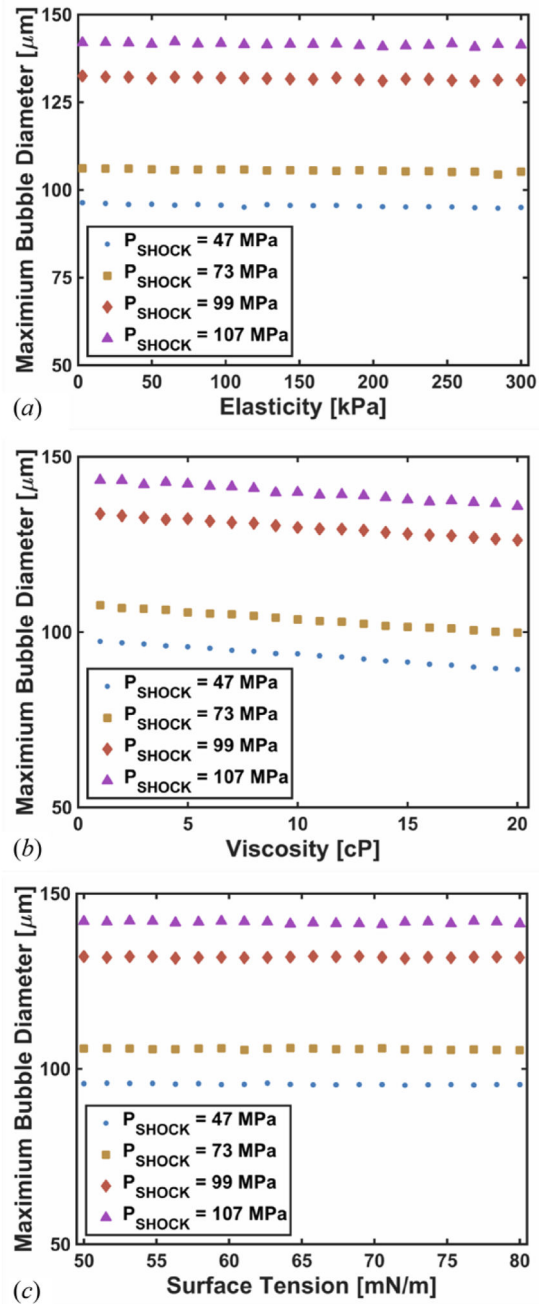 150
125
100
75
50
Maximium Bubble Diameter [μm]
P_SHOCK = 47 MPa
P_SHOCK = 73 MPa
P_SHOCK = 99 MPa
P_SHOCK = 107 MPa
0 50 100 150 200 250 300
(a) Elasticity [kPa]
150
100
50
Maximium Bubble Diameter [μm]
P_SHOCK = 47 MPa
P_SHOCK = 73 MPa
P_SHOCK = 99 MPa
P_SHOCK = 107 MPa
0 5 10 15 20
(b) Viscosity [cP]
150
100
50
Maximium Bubble Diameter [μm]
P_SHOCK = 47 MPa
P_SHOCK = 73 MPa
P_SHOCK = 99 MPa
P_SHOCK = 107 MPa
50 55 60 65 70 75 80
(c) Surface Tension [mN/m]